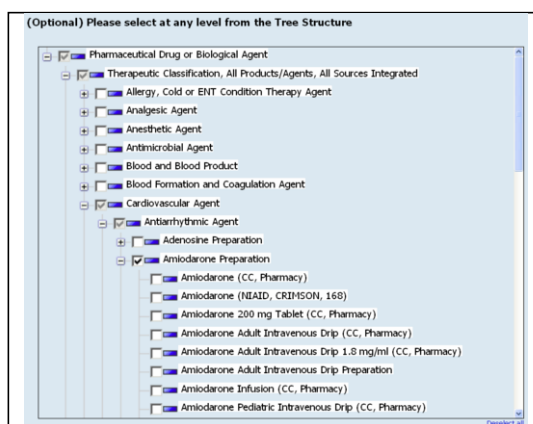 (Optional) Please select at any level from the Tree Structure
Pharmaceutical Drug or Biological Agent
Therapeutic Classification, All Products/Agents, All Sources Integrated
Allergy, Cold or ENT Condition Therapy Agent
Analgesic Agent
Anesthetic Agent
Antimicrobial Agent
Blood and Blood Product
Blood Formation and Coagulation Agent
Cardiovascular Agent
Antiarrhythmic Agent
Adenosine Preparation
Amiodarone Preparation
Amiodarone (CC, Pharmacy)
Amiodarone (NIAID, CRIMSON, 168)
Amiodarone 200 mg Tablet (CC, Pharmacy)
Amiodarone Adult Intravenous Drip (CC, Pharmacy)
Amiodarone Adult Intravenous Drip 1.8 mg/ml (CC, Pharmacy)
Amiodarone Adult Intravenous Drip Preparation
Amiodarone Infusion (CC, Pharmacy)
Amiodarone Pediatric Intravenous Drip (CC, Pharmacy)
Deselect all